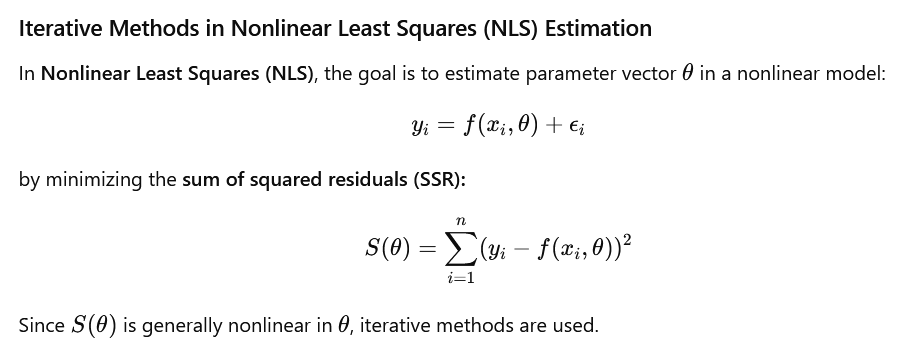 Iterative Methods in Nonlinear Least Squares (NLS) Estimation
In Nonlinear Least Squares (NLS), the goal is to estimate parameter vector θ in a nonlinear model:
yᵢ = f(xᵢ, θ) + ϵᵢ
by minimizing the sum of squared residuals (SSR):
S(θ) = ∑ᵢ₌₁ⁿ (yᵢ − f(xᵢ, θ))²
Since S(θ) is generally nonlinear in θ, iterative methods are used.